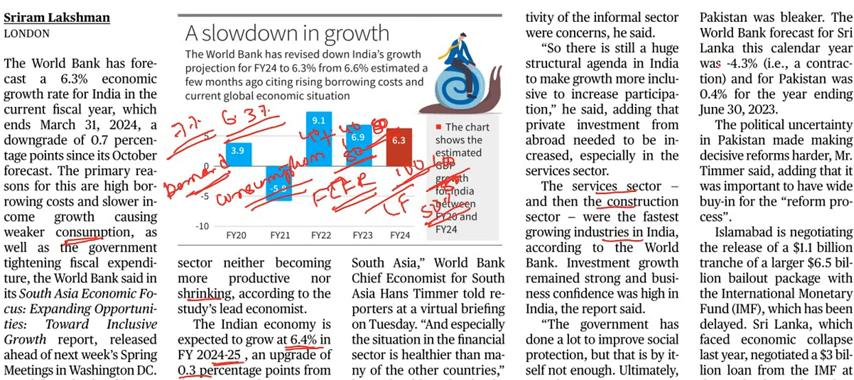 Sriram Lakshman
LONDON
The World Bank has fore-
cast a 6.3% economic
growth rate for India in the
current fiscal year, which
ends March 31, 2024, a
downgrade of 0.7 percen-
tage points since its October
forecast. The primary rea-
sons for this are high bor-
rowing costs and slower in-
come growth causing
weaker consumption, as
well as the government
tightening fiscal expendi-
ture, the World Bank said in
its South Asia Economic Fo-
cus: Expanding Opportuni-
ties: Toward Inclusive
Growth report, released
ahead of next week's Spring
Meetings in Washington DC.
A slowdown in growth
The World Bank has revised down India's growth
projection for FY24 to 6.3% from 6.6% estimated a
few months ago citing rising borrowing costs and
current global economic situation
7% 6.3%
Demand
consumption
40+40
80
80
FCFR
100
LF
3.9
9.1
6.9
6.3
5
0
-5
-10
FY20 FY21 FY22 FY23 FY24
■ The chart
shows the
estimated
GDP
growth
for India
between
FY20 and
FY24
sector neither becoming
more productive nor
shrinking, according to the
study's lead economist.
The Indian economy is
expected to grow at 6.4% in
FY 2024-25 , an upgrade of
0.3 percentage points from
South Asia," World Bank
Chief Economist for South
Asia Hans Timmer told re-
porters at a virtual briefing
on Tuesday. "And especially
the situation in the financial
sector is healthier than ma-
ny of the other countries,"
tivity of the informal sector
were concerns, he said.
"So there is still a huge
structural agenda in India
to make growth more inclu-
sive to increase participa-
tion," he said, adding that
private investment from
abroad needed to be in-
creased, especially in the
services sector.
The services sector –
and then the construction
sector – were the fastest
growing industries in India,
according to the World
Bank. Investment growth
remained strong and busi-
ness confidence was high in
India, the report said.
"The government has
done a lot to improve social
protection, but that is by it-
self not enough. Ultimately,
Pakistan was bleaker. The
World Bank forecast for Sri
Lanka this calendar year
was -4.3% (i.e., a contrac-
tion) and for Pakistan was
0.4% for the year ending
June 30, 2023.
The political uncertainty
in Pakistan made making
decisive reforms harder, Mr.
Timmer said, adding that it
was important to have wide
buy-in for the "reform pro-
cess".
Islamabad is negotiating
the release of a $1.1 billion
tranche of a larger $6.5 bil-
lion bailout package with
the International Monetary
Fund (IMF), which has been
delayed. Sri Lanka, which
faced economic collapse
last year, negotiated a $3 bil-
lion loan from the IMF at